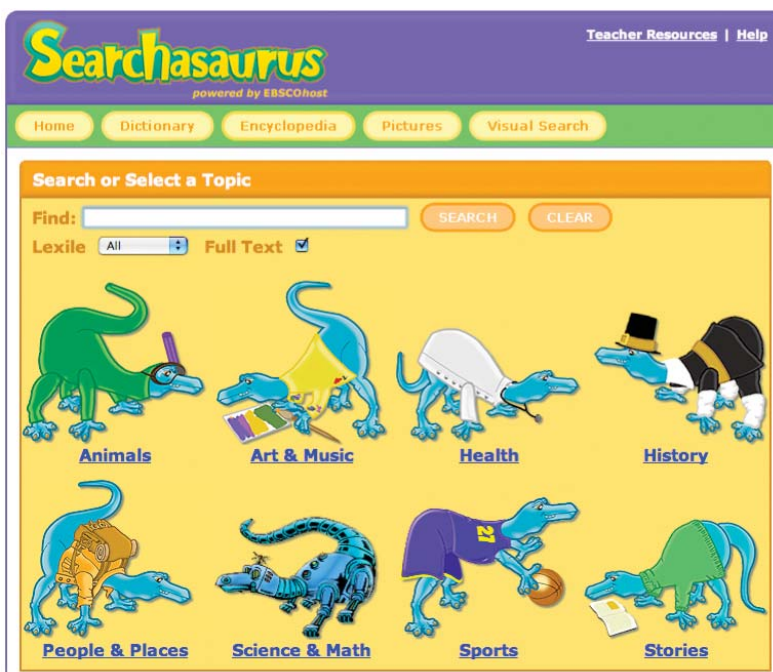 Searchasaurus
Teacher Resources | Help
powered by EBSCOhost
Home Dictionary Encyclopedia Pictures Visual Search
Search or Select a Topic
Find: SEARCH CLEAR
Lexile All Full Text
Animals Art & Music Health History
27
People & Places Science & Math Sports Stories